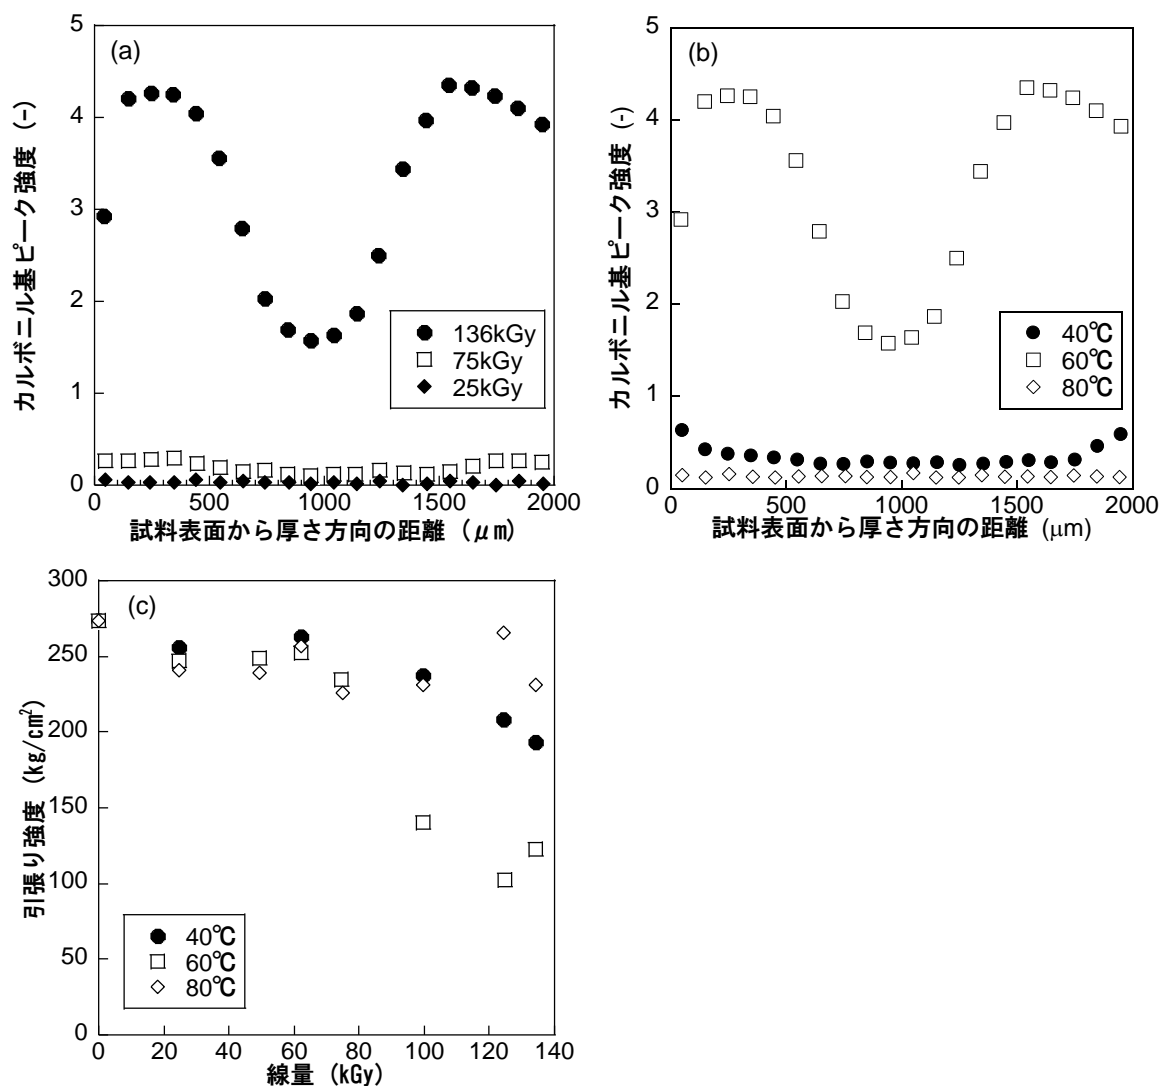 (a)
カルボニル基ピーク強度 (-)
5
4
3
2
1
0
136kGy
75kGy
25kGy
0 500 1000 1500 2000
試料表面から厚さ方向の距離 (μm)
(b)
カルボニル基ピーク強度 (-)
5
4
3
2
1
0
40℃
60℃
80℃
0 500 1000 1500 2000
試料表面から厚さ方向の距離 (μm)
(c)
引張り強度 (kg/cm²)
300
250
200
150
100
50
0
40℃
60℃
80℃
0 20 40 60 80 100 120 140
線量 (kGy)